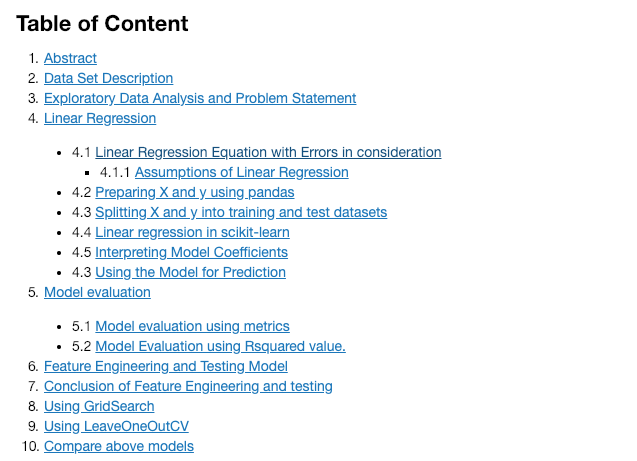 Table of Content
1. Abstract
2. Data Set Description
3. Exploratory Data Analysis and Problem Statement
4. Linear Regression
• 4.1 Linear Regression Equation with Errors in consideration
▪ 4.1.1 Assumptions of Linear Regression
• 4.2 Preparing X and y using pandas
• 4.3 Splitting X and y into training and test datasets
• 4.4 Linear regression in scikit-learn
• 4.5 Interpreting Model Coefficients
• 4.3 Using the Model for Prediction
5. Model evaluation
• 5.1 Model evaluation using metrics
• 5.2 Model Evaluation using Rsquared value.
6. Feature Engineering and Testing Model
7. Conclusion of Feature Engineering and testing
8. Using GridSearch
9. Using LeaveOneOutCV
10. Compare above models